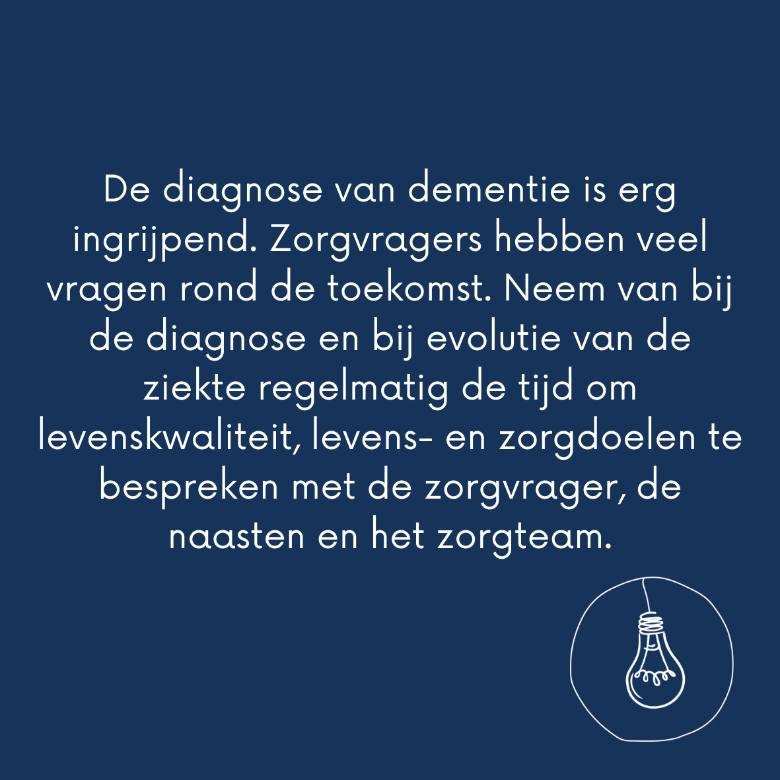 De diagnose van dementie is erg
ingrijpend. Zorgvragers hebben veel
vragen rond de toekomst. Neem van bij
de diagnose en bij evolutie van de
ziekte regelmatig de tijd om
levenskwaliteit, levens- en zorgdoelen te
bespreken met de zorgvrager, de
naasten en het zorgteam.